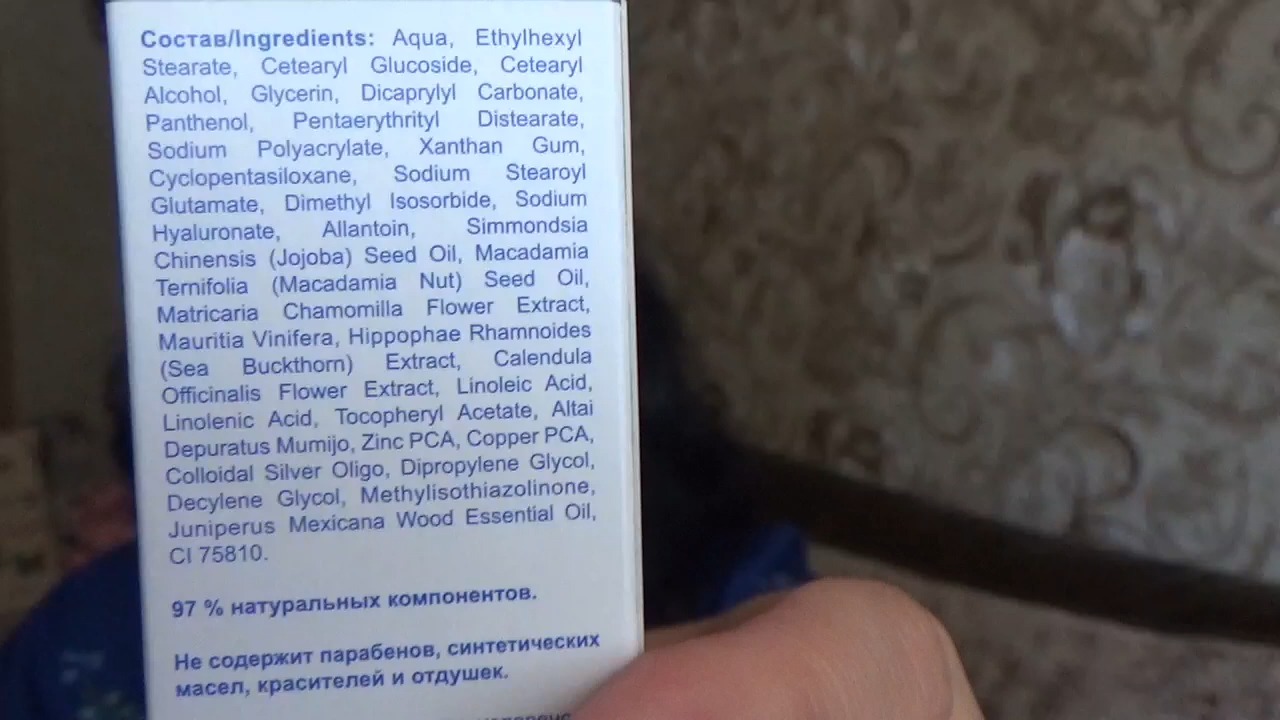 Состав/Ingredients: Aqua, Ethylhexyl
Stearate, Cetearyl Glucoside, Cetearyl
Alcohol, Glycerin, Dicaprylyl Carbonate,
Panthenol, Pentaerythrityl Distearate,
Sodium Polyacrylate, Xanthan Gum,
Cyclopentasiloxane, Sodium Stearoyl
Glutamate, Dimethyl Isosorbide, Sodium
Hyaluronate, Allantoin, Simmondsia
Chinensis (Jojoba) Seed Oil, Macadamia
Ternifolia (Macadamia Nut) Seed Oil,
Matricaria Chamomilla Flower Extract,
Mauritia Vinifera, Hippophae Rhamnoides
(Sea Buckthorn) Extract, Calendula
Officinalis Flower Extract, Linoleic Acid,
Linolenic Acid, Tocopheryl Acetate, Altai
Depuratus Mumijo, Zinc PCA, Copper PCA,
Colloidal Silver Oligo, Dipropylene Glycol,
Decylene Glycol, Methylisothiazolinone,
Juniperus Mexicana Wood Essential Oil,
CI 75810.
97 % натуральных компонентов.
Не содержит парабенов, синтетических
масел, красителей и отдушек.